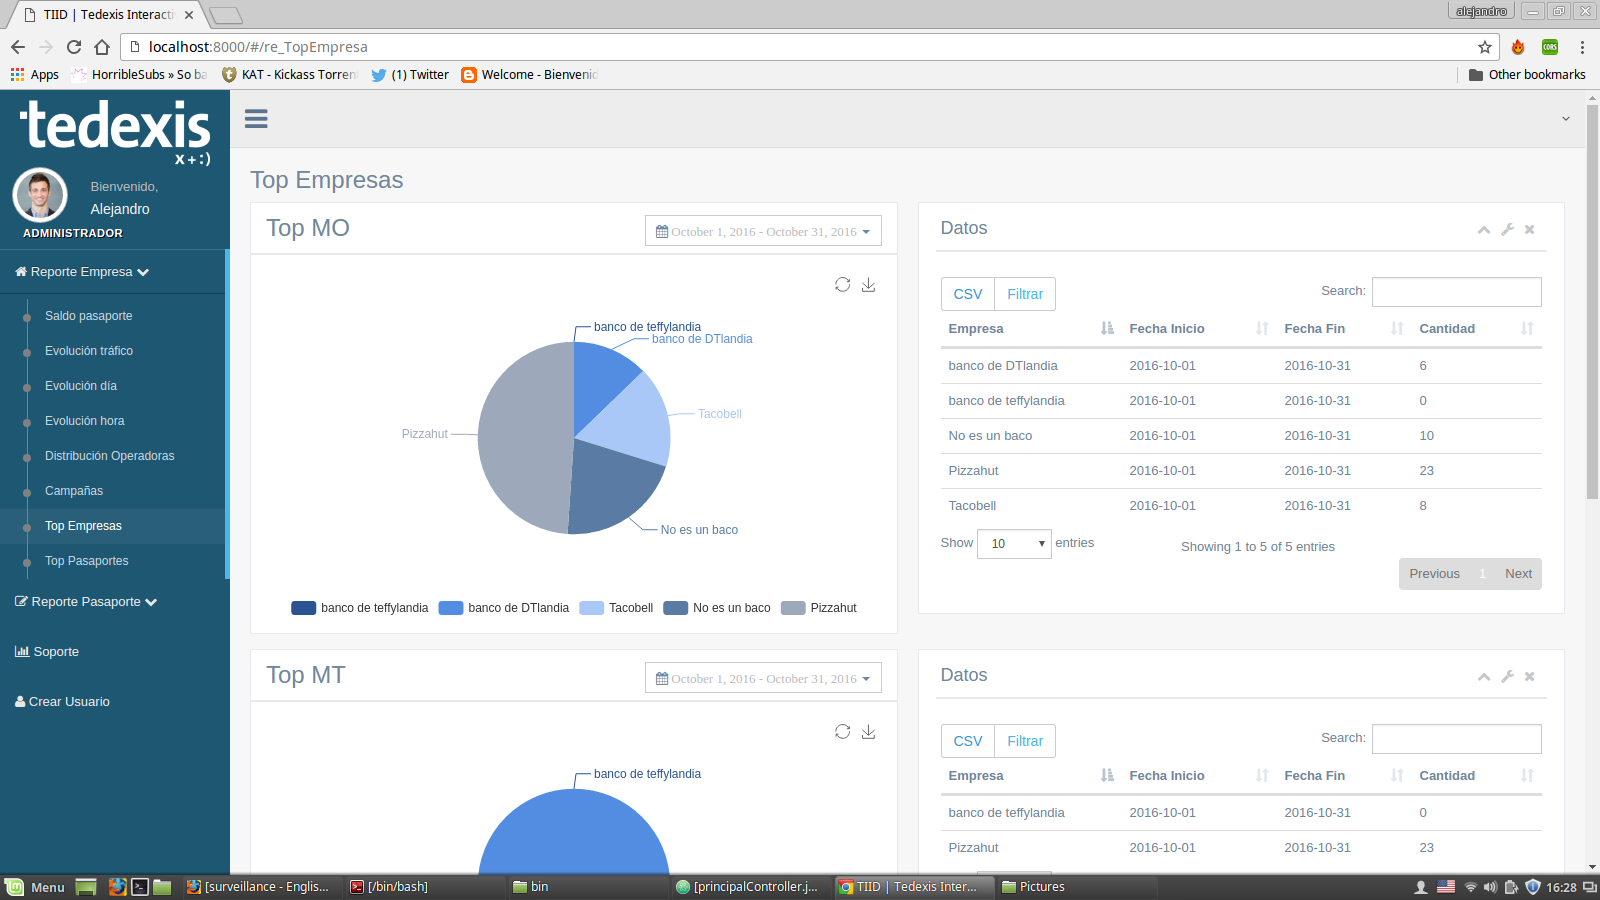 TIID | Tedexis Interacti
alejandro
localhost:8000/#/re_TopEmpresa
Apps
HorribleSubs » So ba
KAT - Kickass Torren
(1) Twitter
Welcome - Bienvenid
Other bookmarks
tedexis
x+:)
Bienvenido,
Alejandro
ADMINISTRADOR
Reporte Empresa
Saldo pasaporte
Evolución tráfico
Evolución día
Evolución hora
Distribución Operadoras
Campañas
Top Empresas
Top Pasaportes
Reporte Pasaporte
Soporte
Crear Usuario
Top Empresas
Top MO
October 1, 2016 - October 31, 2016
banco de teffylandia
banco de DTlandia
Tacobell
Pizzahut
No es un baco
banco de teffylandia banco de DTlandia Tacobell No es un baco Pizzahut
Datos
CSV Filtrar
Search:
Empresa Fecha Inicio Fecha Fin Cantidad
banco de DTlandia 2016-10-01 2016-10-31 6
banco de teffylandia 2016-10-01 2016-10-31 0
No es un baco 2016-10-01 2016-10-31 10
Pizzahut 2016-10-01 2016-10-31 23
Tacobell 2016-10-01 2016-10-31 8
Show 10 entries
Showing 1 to 5 of 5 entries
Previous 1 Next
Top MT
October 1, 2016 - October 31, 2016
banco de teffylandia
Datos
CSV Filtrar
Search:
Empresa Fecha Inicio Fecha Fin Cantidad
banco de teffylandia 2016-10-01 2016-10-31 0
Pizzahut 2016-10-01 2016-10-31 23
Menu
[surveillance - Englis...
[/bin/bash]
bin
[principalController.j...
TIID | Tedexis Inter...
Pictures
16:28